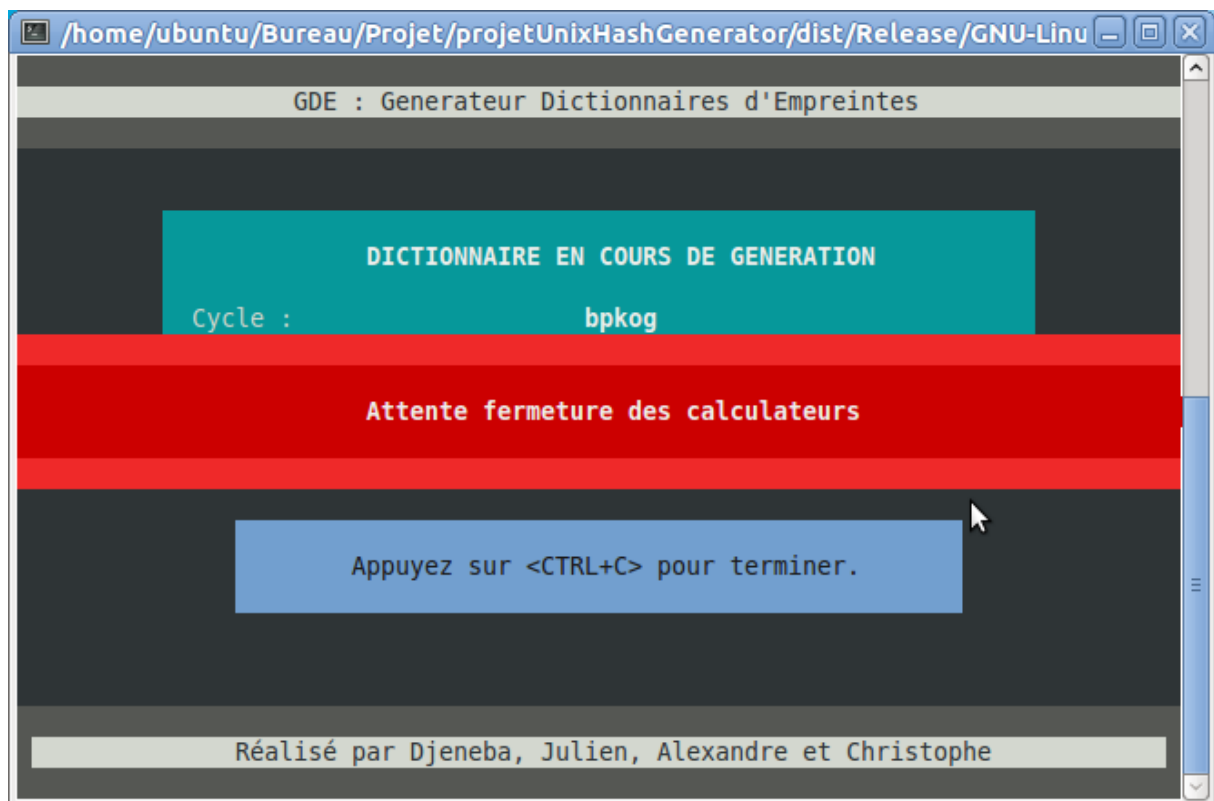 /home/ubuntu/Bureau/Projet/projetUnixHashGenerator/dist/Release/GNU-Linu
GDE : Generateur Dictionnaires d'Empreintes
DICTIONNAIRE EN COURS DE GENERATION
Cycle : bpkog
Attente fermeture des calculateurs
Appuyez sur <CTRL+C> pour terminer.
Réalisé par Djeneba, Julien, Alexandre et Christophe